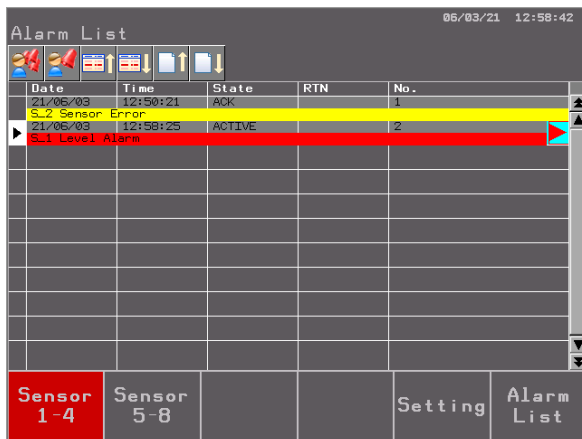 06/03/21 12:58:42
Alarm List
Date Time State RTN No.
21/06/03 12:50:21 ACK 1
S_2 Sensor Error
21/06/03 12:58:25 ACTIVE 2
S_1 Level Alarm
Sensor 1-4
Sensor 5-8
Setting
Alarm List